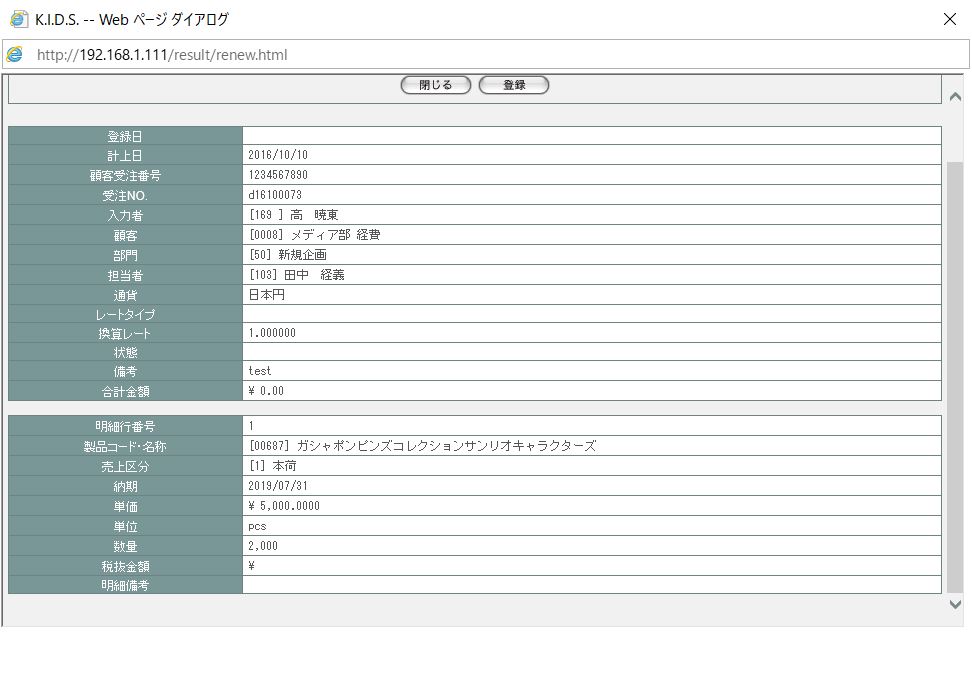 K.I.D.S. -- Web ページ ダイアログ
http://192.168.1.111/result/renew.html
閉じる 登録
登録日
計上日 2016/10/10
顧客受注番号 1234567890
受注NO. d16100073
入力者 [169 ] 高　暁東
顧客 [0008] メディア部 経費
部門 [50] 新規企画
担当者 [103] 田中　経義
通貨 日本円
レートタイプ
換算レート 1.000000
状態
備考 test
合計金額 ¥ 0.00
明細行番号 1
製品コード・名称 [00687] ガシャポンピンズコレクションサンリオキャラクターズ
売上区分 [1] 本荷
納期 2019/07/31
単価 ¥ 5,000.0000
単位 pcs
数量 2,000
税抜金額 ¥
明細備考